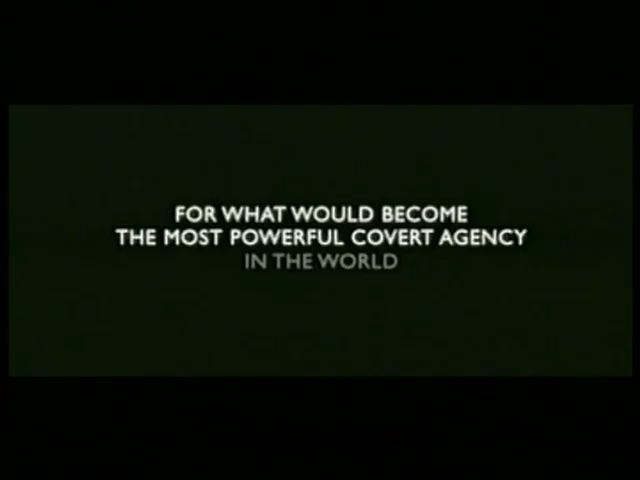 FOR WHAT WOULD BECOME
THE MOST POWERFUL COVERT AGENCY
IN THE WORLD